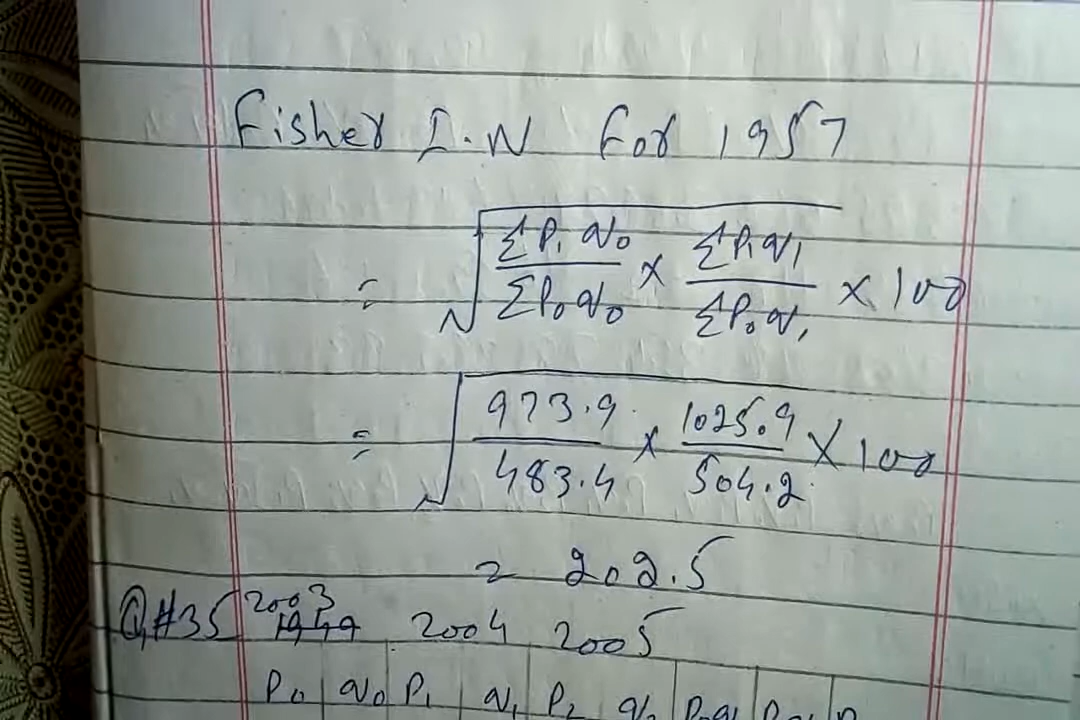 Fisher I.N For 1957
= √ ΣP₁q₀ / ΣP₀q₀ × ΣP₁q₁ / ΣP₀q₁ × 100
= √ 973.9 / 483.4 × 1025.9 / 504.2 × 100
= 202.5
Q#35 2003 1949 2004 2005
P₀ q₀ P₁ q₁ P₂ q₂